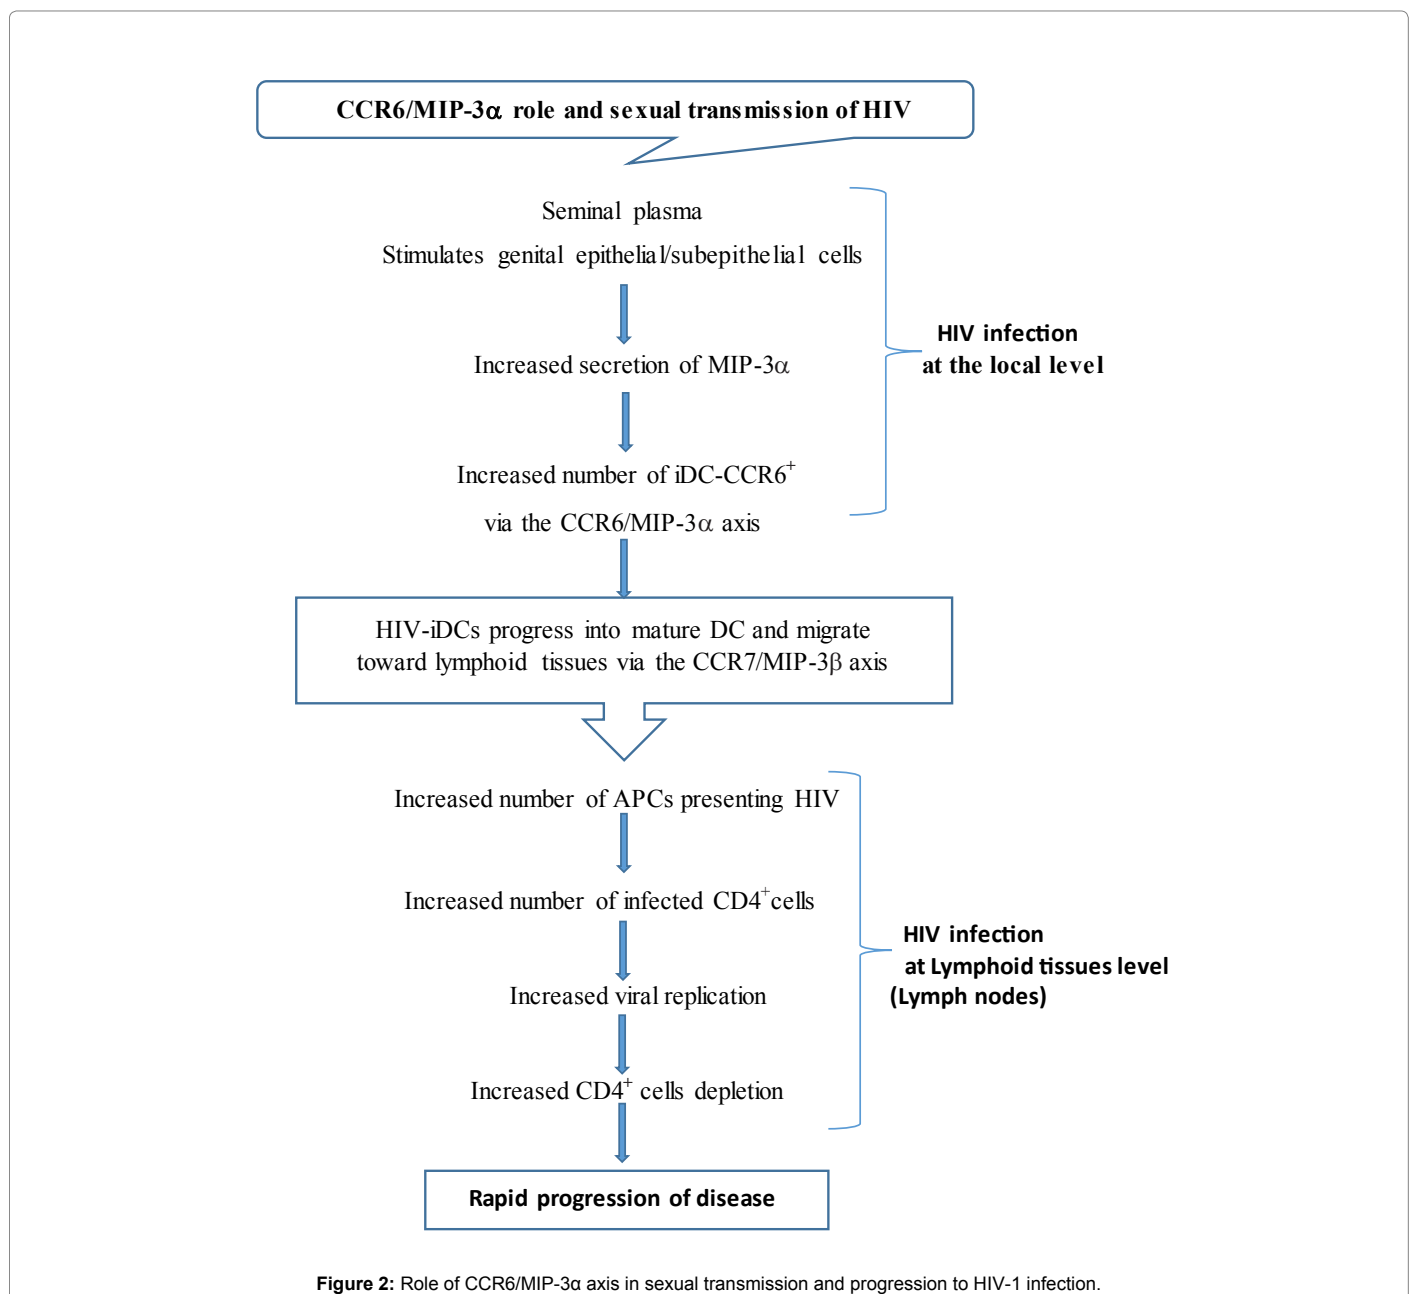 CCR6/MIP-3α role and sexual transmission of HIV
Seminal plasma
Stimulates genital epithelial/subepithelial cells
Increased secretion of MIP-3α
Increased number of iDC-CCR6⁺
via the CCR6/MIP-3α axis
HIV infection
at the local level
HIV-iDCs progress into mature DC and migrate
toward lymphoid tissues via the CCR7/MIP-3β axis
Increased number of APCs presenting HIV
Increased number of infected CD4⁺cells
Increased viral replication
Increased CD4⁺ cells depletion
HIV infection
at Lymphoid tissues level
(Lymph nodes)
Rapid progression of disease
Figure 2: Role of CCR6/MIP-3α axis in sexual transmission and progression to HIV-1 infection.